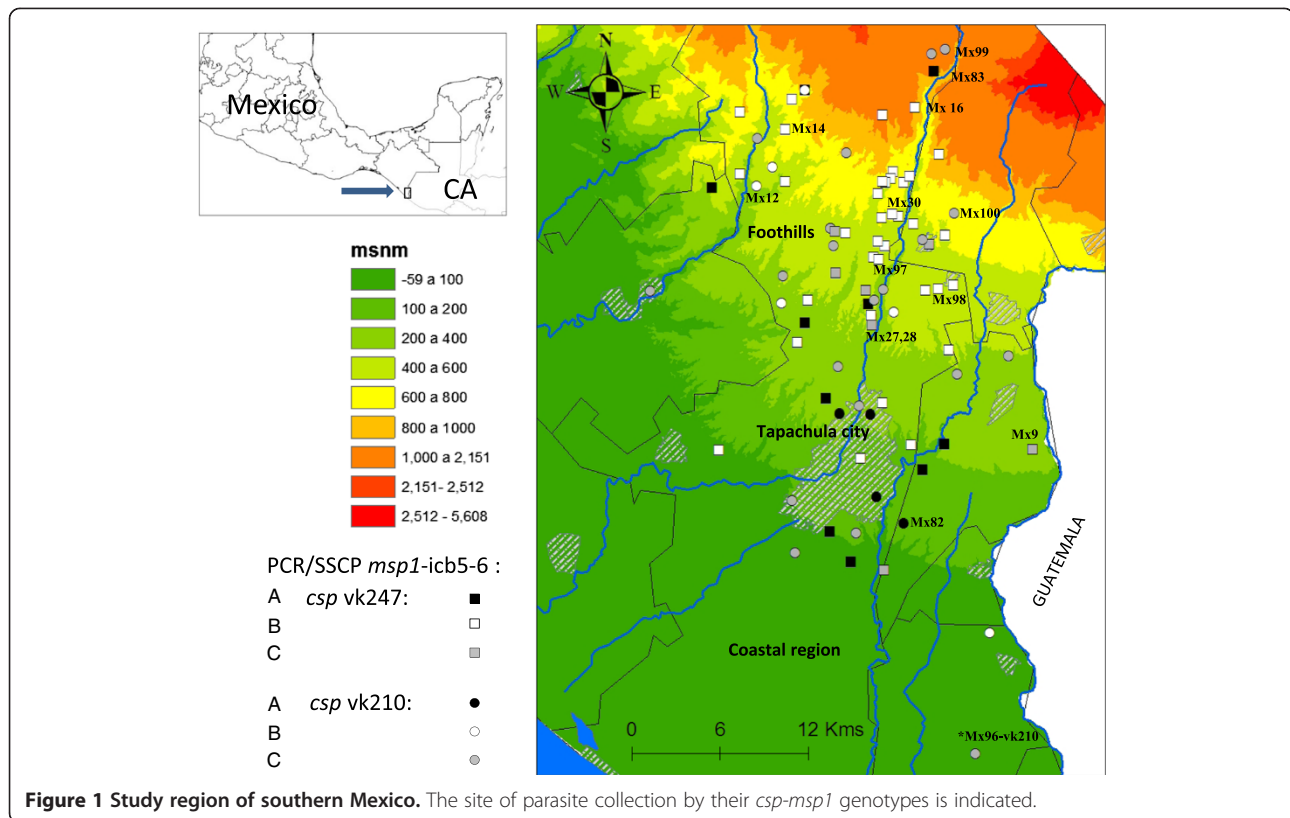 Mexico
CA
msnm
-59 a 100
100 a 200
200 a 400
400 a 600
600 a 800
800 a 1000
1,000 a 2,151
2,151- 2,512
2,512 - 5,608
PCR/SSCP msp1-icb5-6 :
A csp vk247:
B
C
A csp vk210:
B
C
N
W E
S
Mx99
Mx83
Mx 16
Mx14
Mx12
Mx30
Mx100
Foothills
Mx97
Mx98
Mx27,28
Tapachula city
Mx9
Mx82
GUATEMALA
Coastal region
0 6 12 Kms
*Mx96-vk210
Figure 1 Study region of southern Mexico. The site of parasite collection by their csp-msp1 genotypes is indicated.